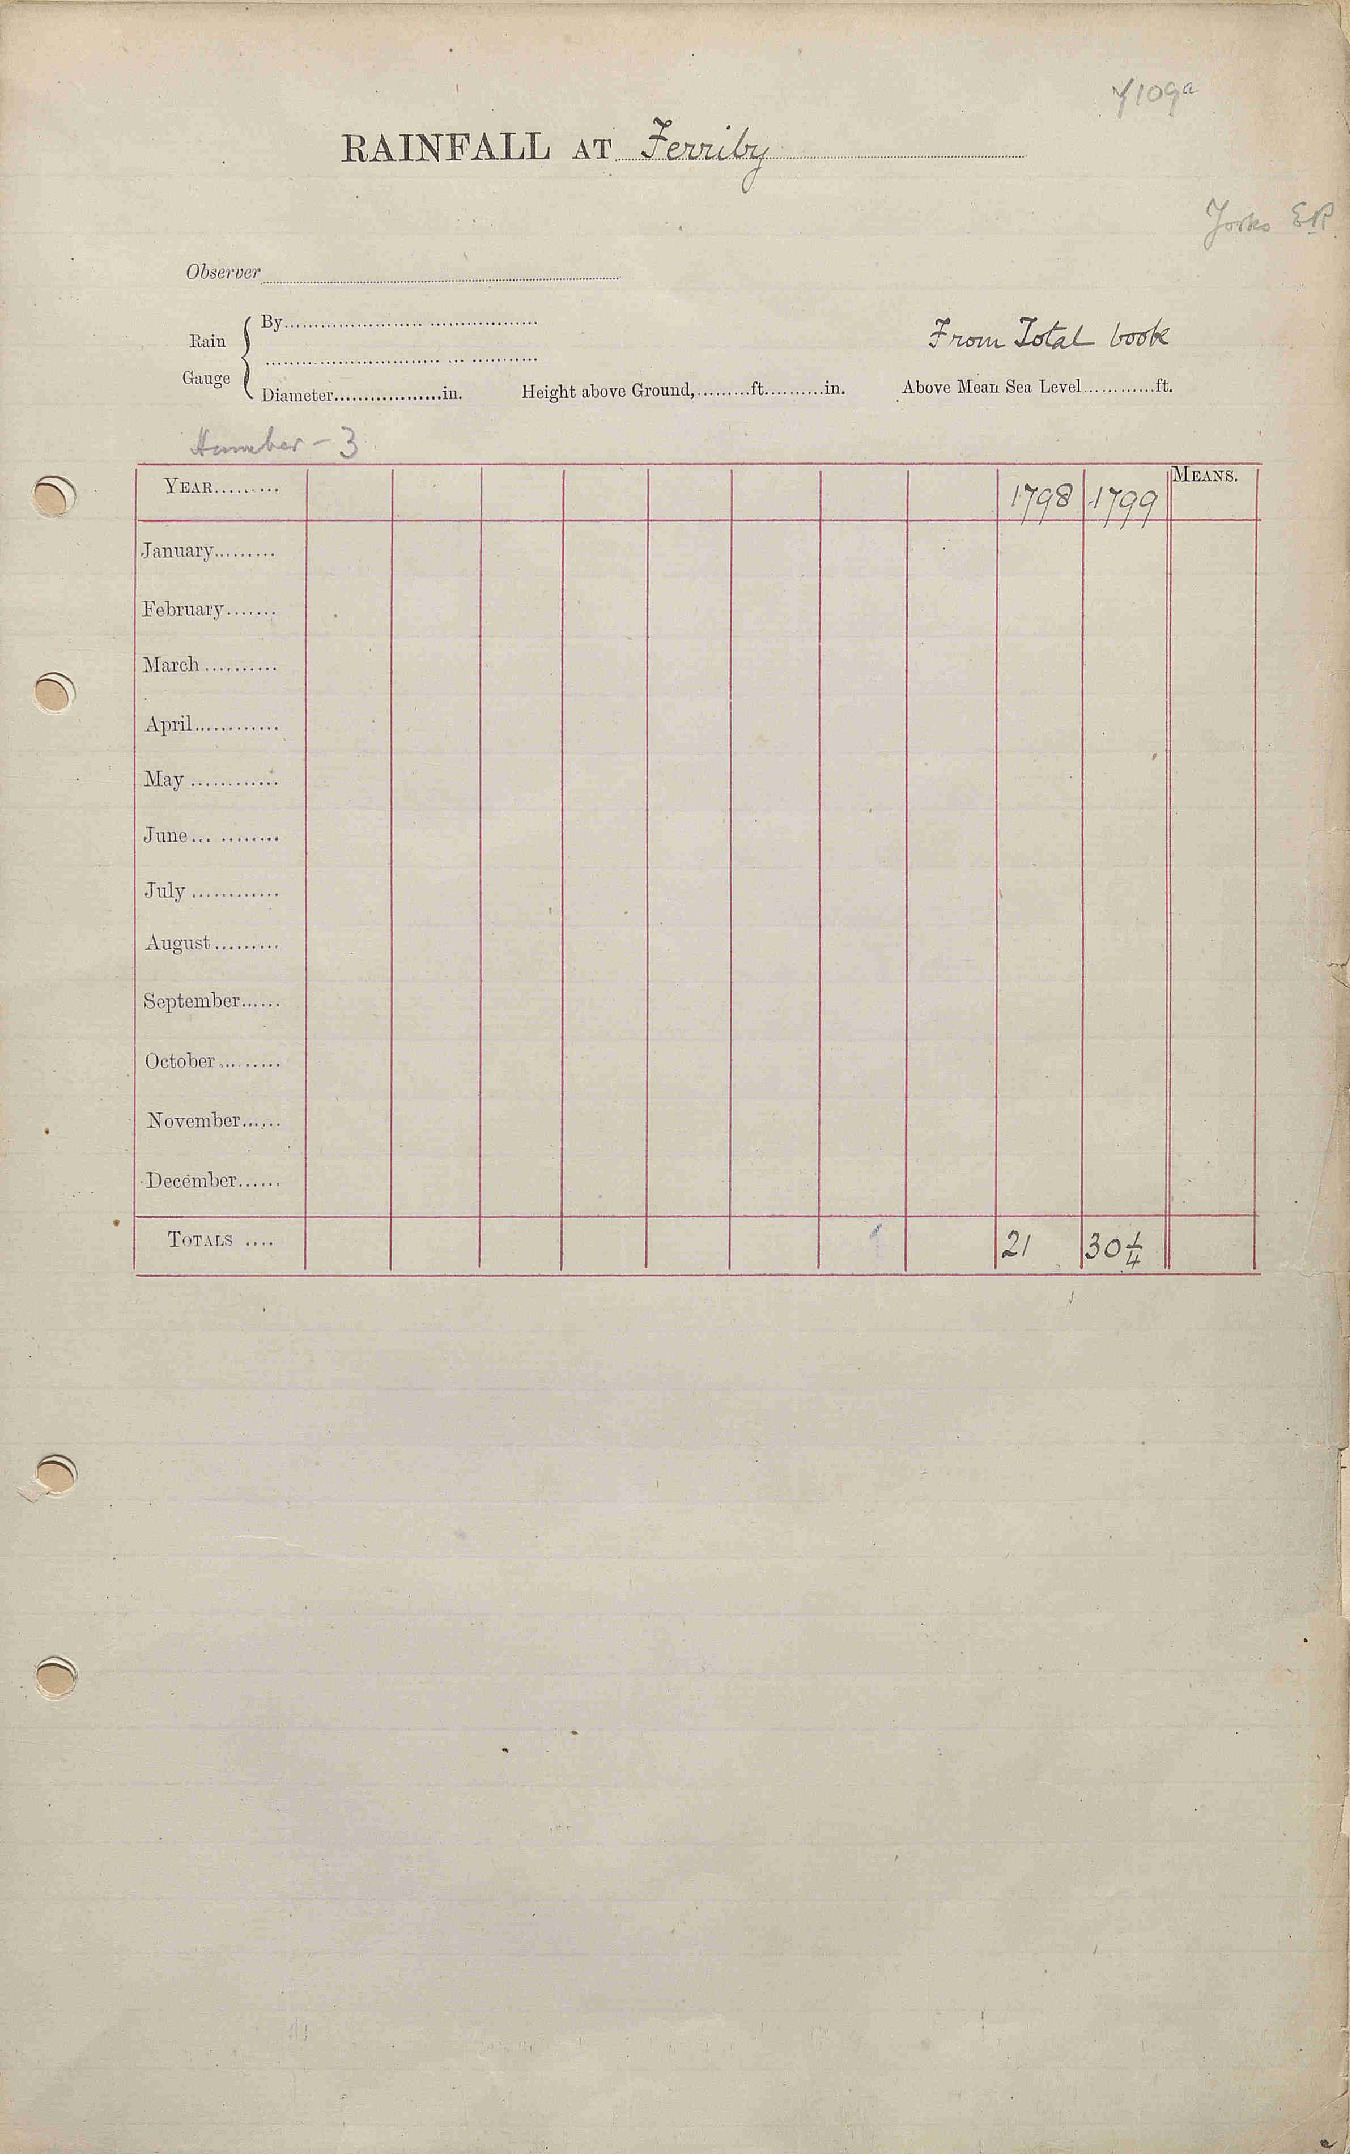 7109a
RAINFALL AT Ferriby
Yorks ER.
Observer
By
Rain
From Total book
Gauge
Diameter..................in. Height above Ground,.........ft..........in. Above Mean Sea Level............ft.
Humber - 3
YEAR......... 1798 1799 MEANS.
January.........
February.......
March..........
April............
May............
June... ........
July............
August.........
September......
October.........
November......
December......
TOTALS .... 21 30 1/4